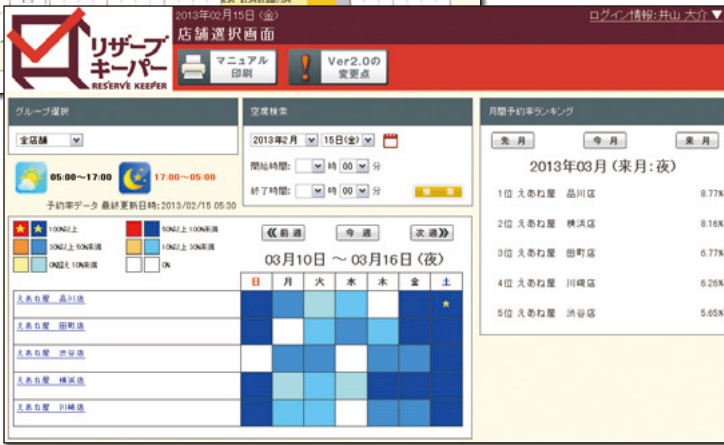 2013年02月15日(金)
ログイン情報:井山 大介▼
店舗選択画面
リザーブ
キーパー
RESERVE KEEPER
マニュアル
印刷
Ver2.0の
変更点
グループ選択
全店舗
05:00～17:00
17:00～05:00
予約率データ 最終更新日時:2013/02/15 05:30
空席検索
2013年2月
15日(金)
開始時間:
時 00 分
終了時間:
時 00 分
検 索
月間予約率ランキング
先 月
今 月
来 月
2013年03月(来月:夜)
1位 えあね屋 品川店 8.77%
2位 えあね屋 横浜店 8.16%
3位 えあね屋 田町店 6.77%
4位 えあね屋 川崎店 6.26%
5位 えあね屋 渋谷店 5.65%
100%以上
50%以上 100%未満
30%以上 50%未満
10%以上 30%未満
0%超え 10%未満
0%
《前 週
今 週
次 週》
03月10日 ～ 03月16日(夜)
日 月 火 水 木 金 土
えあね屋 品川店
えあね屋 田町店
えあね屋 渋谷店
えあね屋 横浜店
えあね屋 川崎店